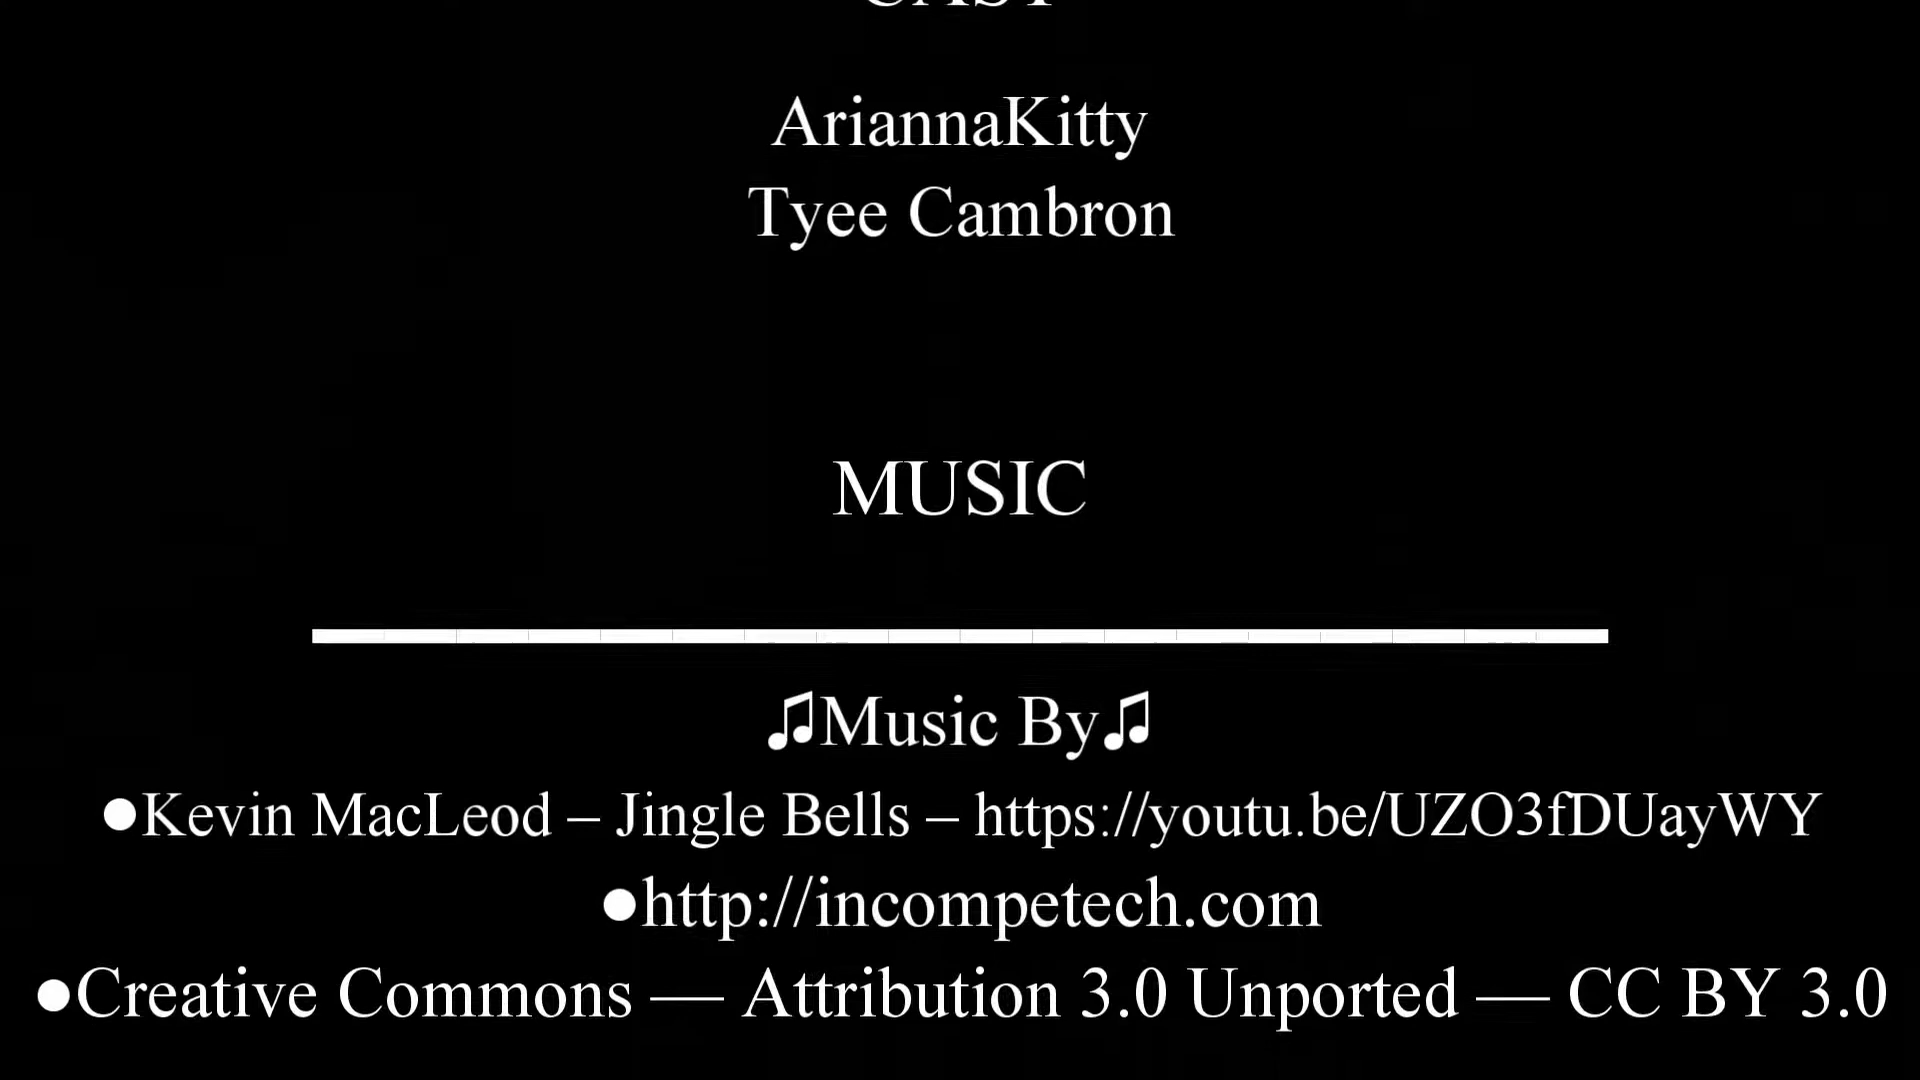 CAST
AriannaKitty
Tyee Cambron
MUSIC
♫Music By♫
●Kevin MacLeod – Jingle Bells – https://youtu.be/UZO3fDUayWY
●http://incompetech.com
●Creative Commons — Attribution 3.0 Unported — CC BY 3.0